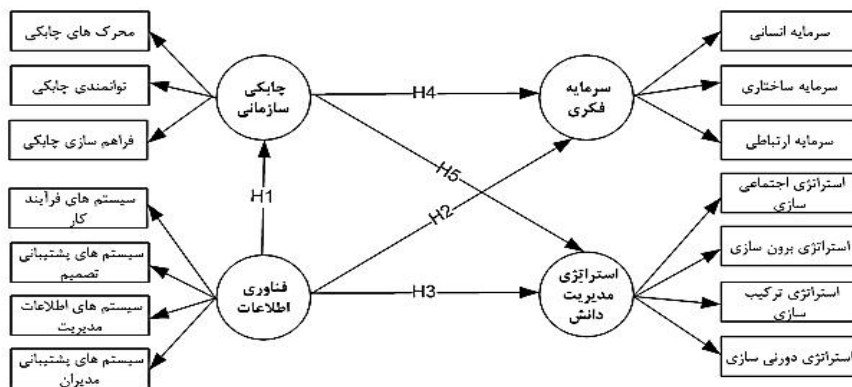 محرک های چابکی
توانمندی چابکی
فراهم سازی چابکی
سیستم های فرآیند
کار
سیستم های پشتیبانی
تصمیم
سیستم های اطلاعات
مدیریت
سیستم های پشتیبانی
مدیران
چابکی
سازمانی
فناوری
اطلاعات
H1
H4
H5
H2
H3
سرمایه
فکری
استراتژی
مدیریت
دانش
سرمایه انسانی
سرمایه ساختاری
سرمایه ارتباطی
استراتژی اجتماعی
سازی
استراتژی برون سازی
استراتژی ترکیب
سازی
استراتژی دورنی سازی